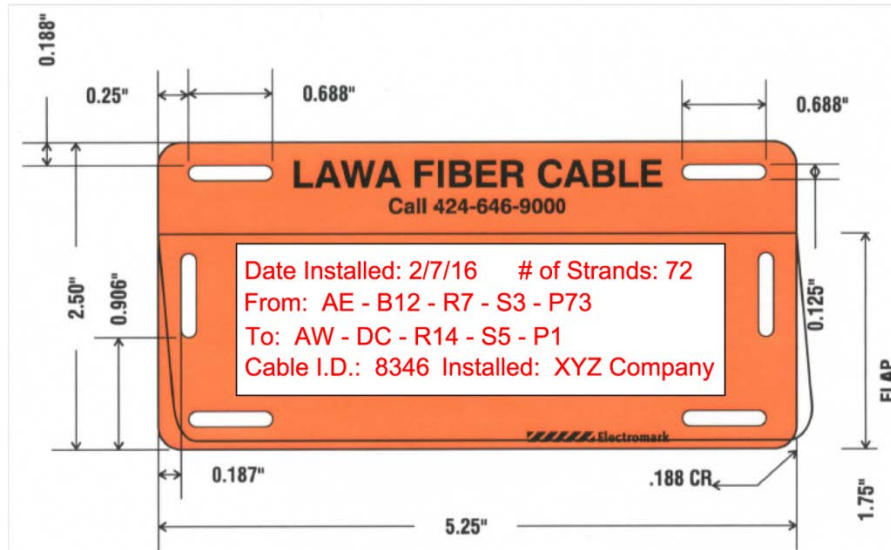 0.188"
0.25"
0.688"
0.688"
LAWA FIBER CABLE
Call 424-646-9000
2.50"
0.906"
Date Installed: 2/7/16 # of Strands: 72
From: AE - B12 - R7 - S3 - P73
To: AW - DC - R14 - S5 - P1
Cable I.D.: 8346 Installed: XYZ Company
0.125"
FLAP
Electromark
0.187"
.188 CR
1.75"
5.25"